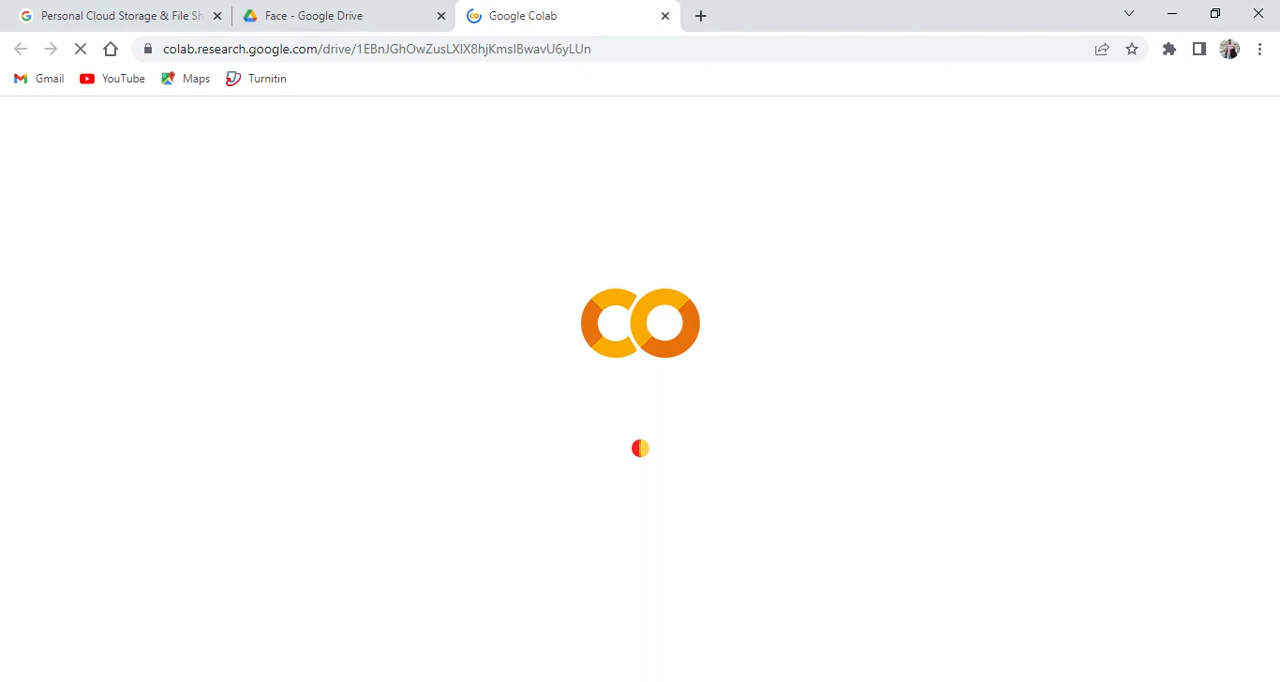 Personal Cloud Storage & File Sh
Face - Google Drive
Google Colab
colab.research.google.com/drive/1EBnJGhOwZusLXlX8hjKmsIBwavU6yLUn
Gmail
YouTube
Maps
Turnitin